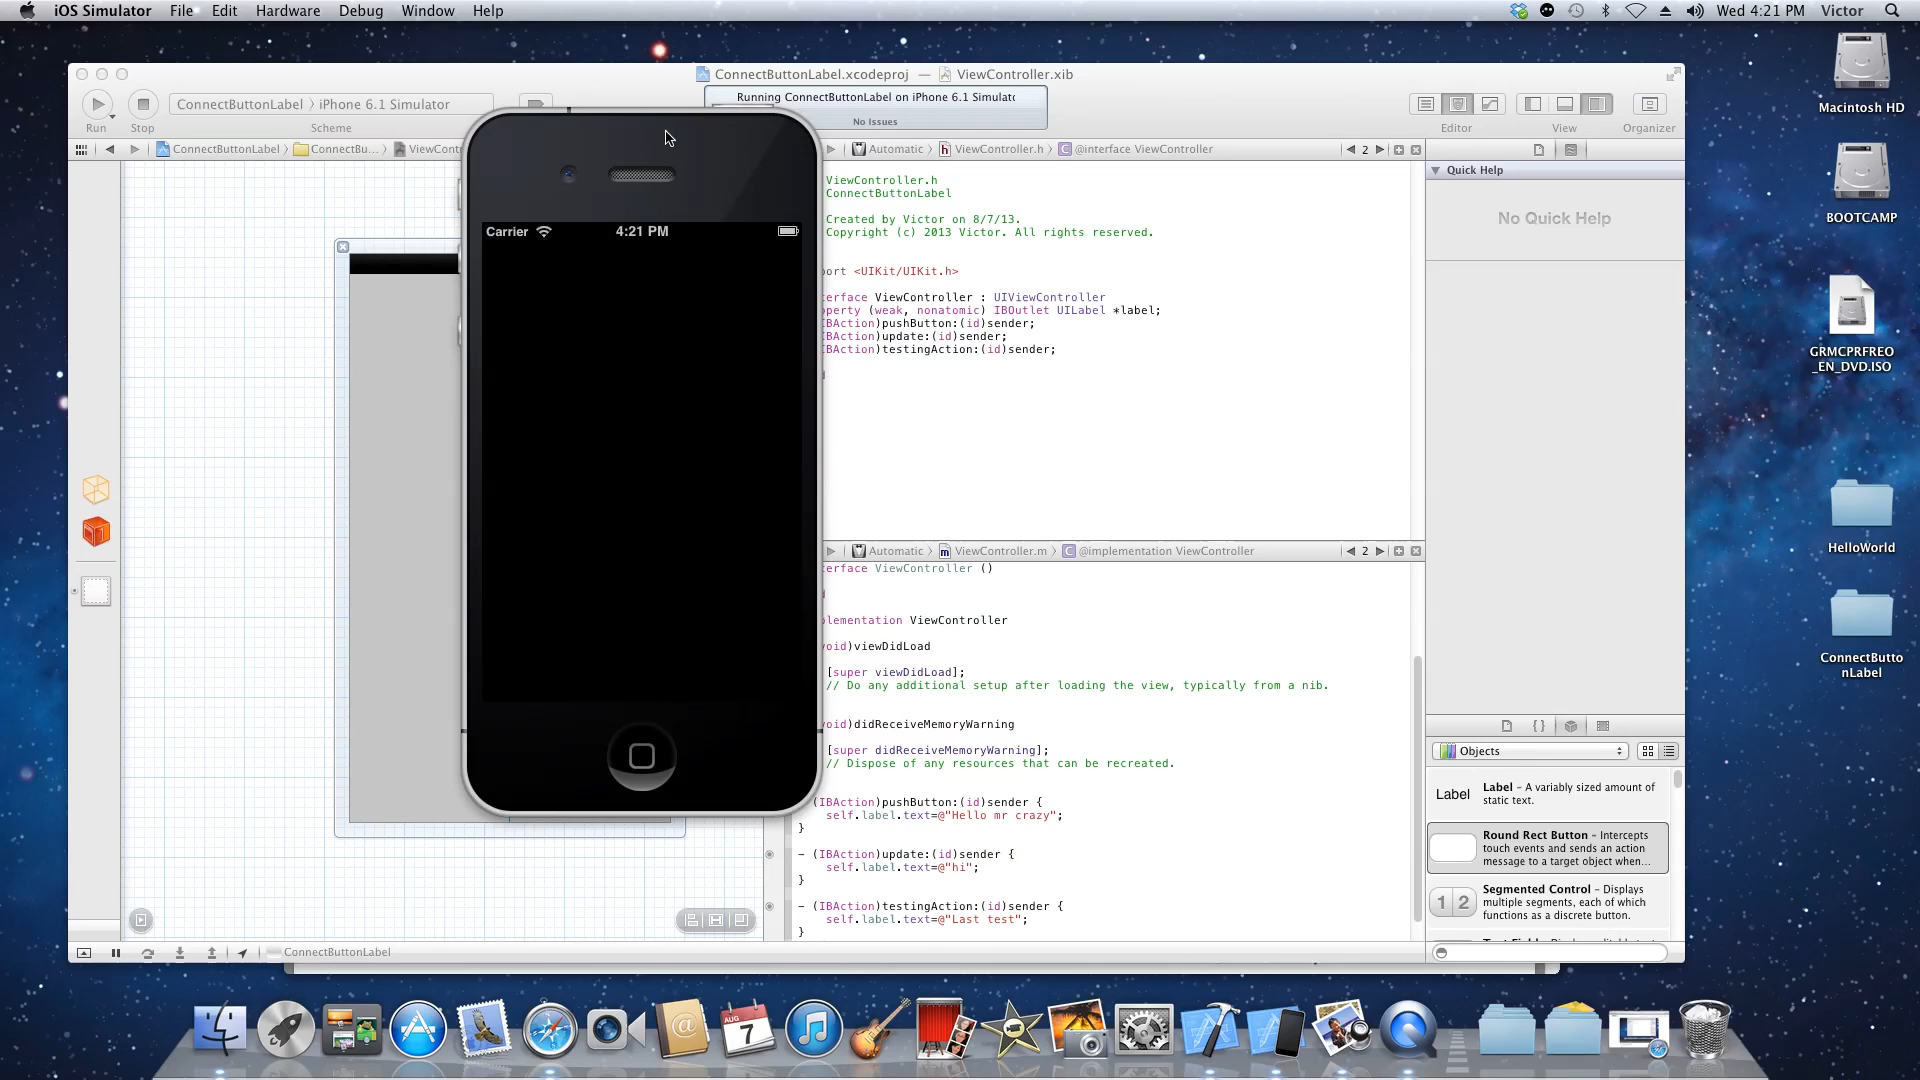 iOS Simulator File Edit Hardware Debug Window Help Wed 4:21 PM Victor
ConnectButtonLabel.xcodeproj — ViewController.xib
ConnectButtonLabel › iPhone 6.1 Simulator
Running ConnectButtonLabel on iPhone 6.1 Simulator
No Issues
Run Stop Scheme Editor View Organizer
ConnectButtonLabel › ConnectBu... › ViewContr
Automatic › ViewController.h › @interface ViewController 2
Quick Help
No Quick Help
Carrier 4:21 PM
ViewController.h
ConnectButtonLabel
Created by Victor on 8/7/13.
Copyright (c) 2013 Victor. All rights reserved.
ort <UIKit/UIKit.h>
erface ViewController : UIViewController
perty (weak, nonatomic) IBOutlet UILabel *label;
IBAction)pushButton:(id)sender;
IBAction)update:(id)sender;
IBAction)testingAction:(id)sender;
Automatic › ViewController.m › @implementation ViewController 2
erface ViewController ()
plementation ViewController
oid)viewDidLoad
[super viewDidLoad];
// Do any additional setup after loading the view, typically from a nib.
oid)didReceiveMemoryWarning
[super didReceiveMemoryWarning];
// Dispose of any resources that can be recreated.
(IBAction)pushButton:(id)sender {
self.label.text=@"Hello mr crazy";
}
- (IBAction)update:(id)sender {
self.label.text=@"hi";
}
- (IBAction)testingAction:(id)sender {
self.label.text=@"Last test";
}
Objects
Label
Label – A variably sized amount of
static text.
Round Rect Button – Intercepts
touch events and sends an action
message to a target object when...
1 2
Segmented Control – Displays
multiple segments, each of which
functions as a discrete button.
ConnectButtonLabel
Macintosh HD
BOOTCAMP
GRMCPRFREO
_EN_DVD.ISO
HelloWorld
ConnectButto
nLabel
AUG
7